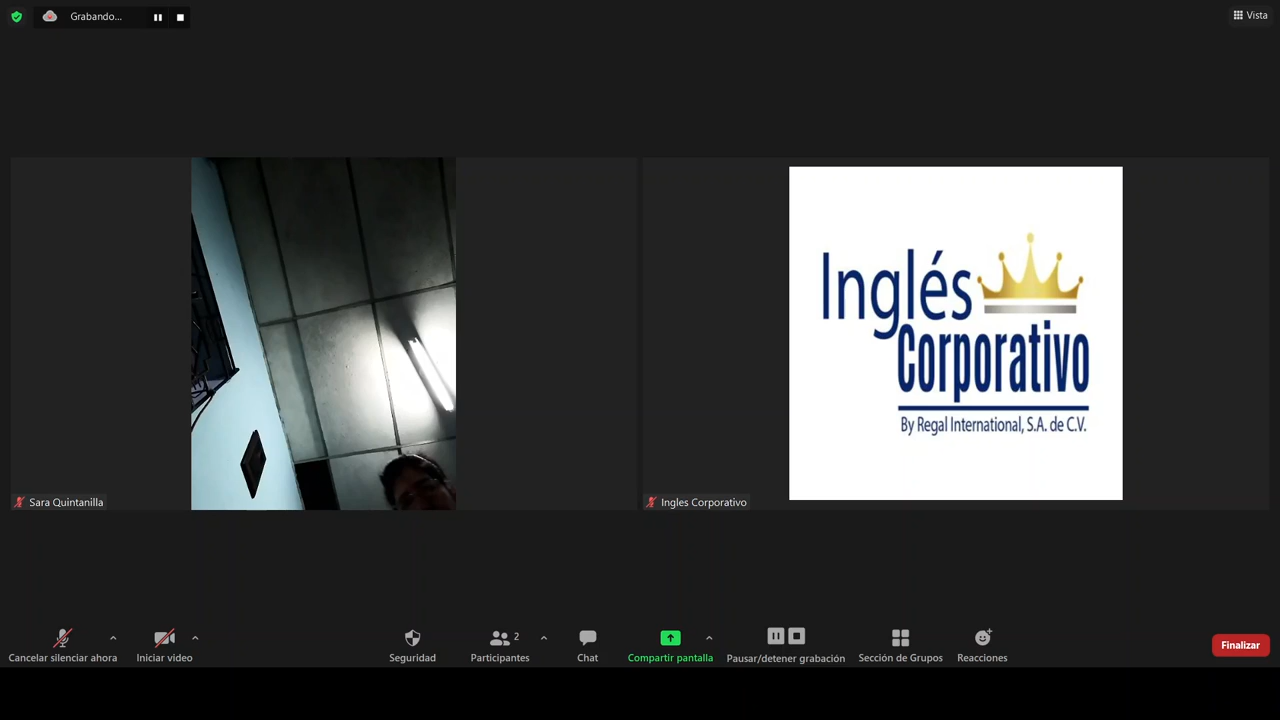 Grabando...
Vista
Inglés
Corporativo
By Regal International, S.A. de C.V.
Sara Quintanilla
Ingles Corporativo
2
Cancelar silenciar ahora
Iniciar video
Seguridad
Participantes
Chat
Compartir pantalla
Pausar/detener grabación
Sección de Grupos
Reacciones
Finalizar